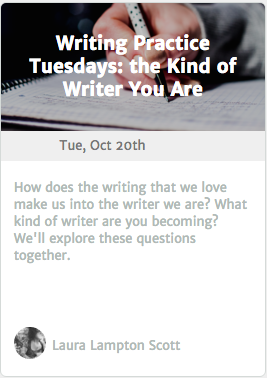 Writing Practice
Tuesdays: the Kind of
Writer You Are
Tue, Oct 20th
How does the writing that we love
make us into the writer we are? What
kind of writer are you becoming?
We'll explore these questions
together.
Laura Lampton Scott